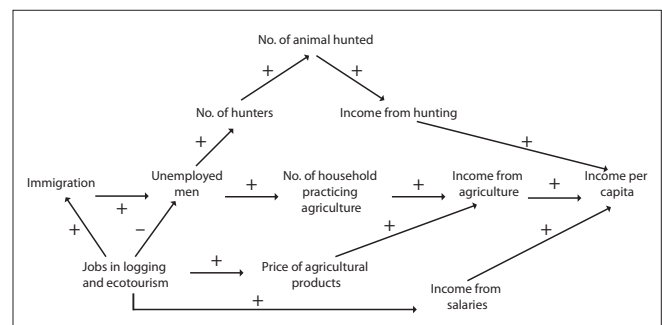 No. of animal hunted
+
+
No. of hunters
Income from hunting
+
+
Immigration
+
Unemployed
men
+
No. of household
practicing
agriculture
+
Income from
agriculture
+
Income per
capita
+
−
+
+
Jobs in logging
and ecotourism
+
Price of agricultural
products
+
Income from
salaries